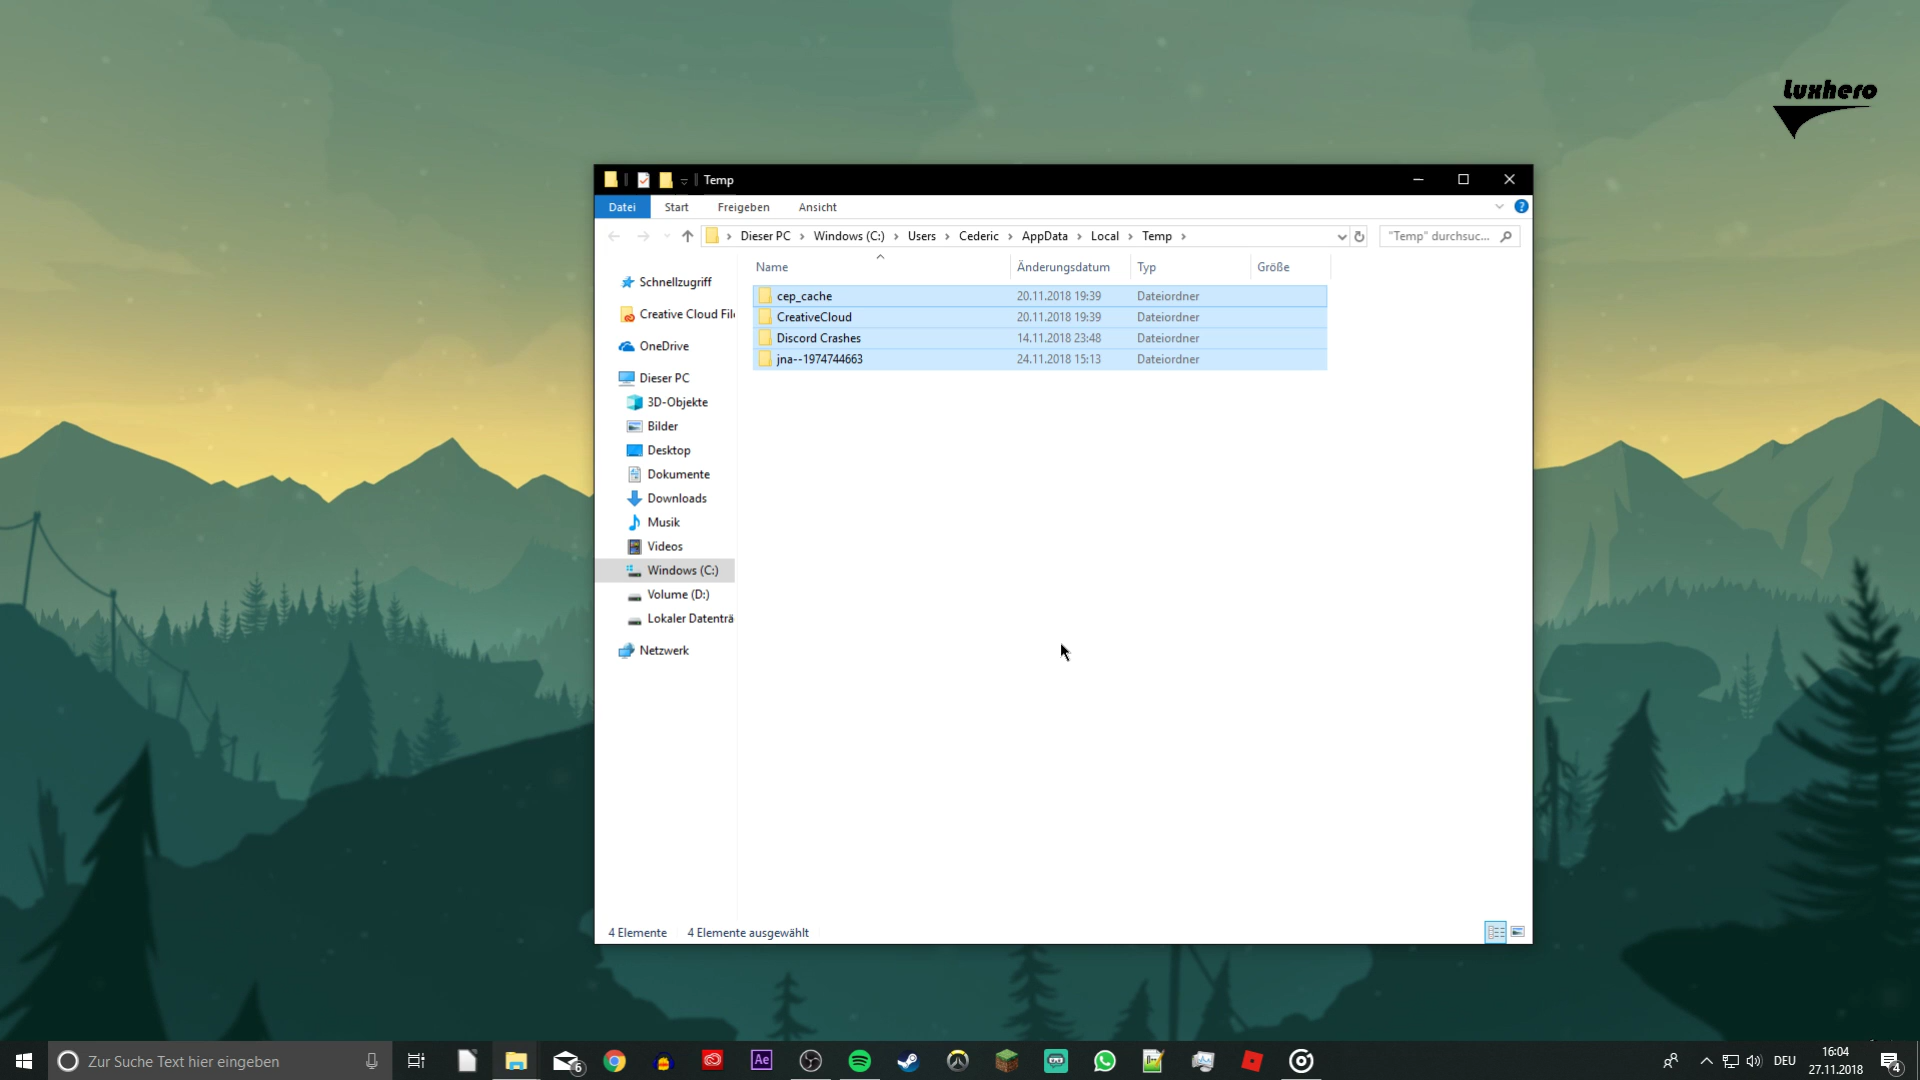 luxhero
Temp
Datei Start Freigeben Ansicht
Dieser PC Windows (C:) Users Cederic AppData Local Temp
"Temp" durchsuc...
Name Änderungsdatum Typ Größe
cep_cache 20.11.2018 19:39 Dateiordner
CreativeCloud 20.11.2018 19:39 Dateiordner
Discord Crashes 14.11.2018 23:48 Dateiordner
jna--1974744663 24.11.2018 15:13 Dateiordner
Schnellzugriff
Creative Cloud Fil
OneDrive
Dieser PC
3D-Objekte
Bilder
Desktop
Dokumente
Downloads
Musik
Videos
Windows (C:)
Volume (D:)
Lokaler Datenträ
Netzwerk
4 Elemente 4 Elemente ausgewählt
Zur Suche Text hier eingeben
6
Ae
DEU
16:04
27.11.2018
4